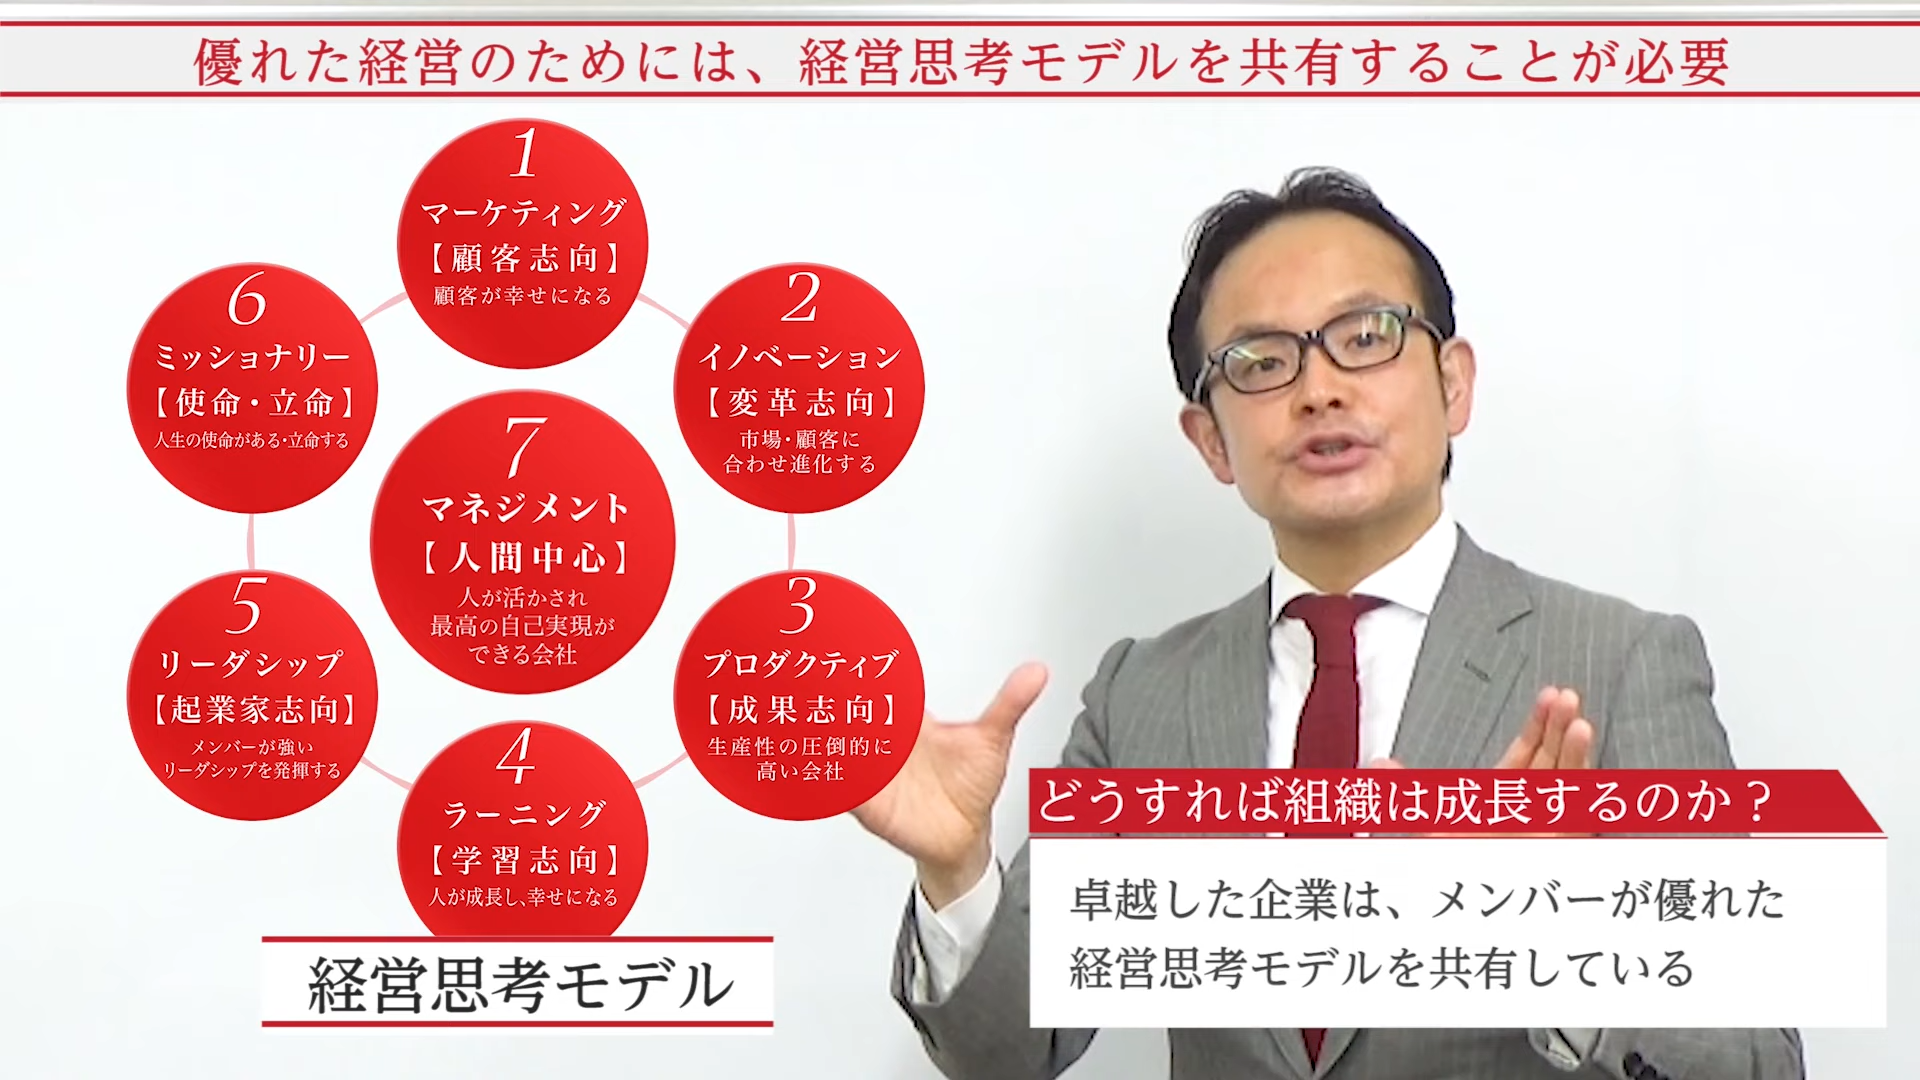 優れた経営のためには、経営思考モデルを共有することが必要
1
マーケティング
【顧客志向】
顧客が幸せになる
2
イノベーション
【変革志向】
市場・顧客に
合わせ進化する
3
プロダクティブ
【成果志向】
生産性の圧倒的に
高い会社
4
ラーニング
【学習志向】
人が成長し、幸せになる
5
リーダシップ
【起業家志向】
メンバーが強い
リーダシップを発揮する
6
ミッショナリー
【使命・立命】
人生の使命がある・立命する
7
マネジメント
【人間中心】
人が活かされ
最高の自己実現が
できる会社
経営思考モデル
どうすれば組織は成長するのか？
卓越した企業は、メンバーが優れた
経営思考モデルを共有している